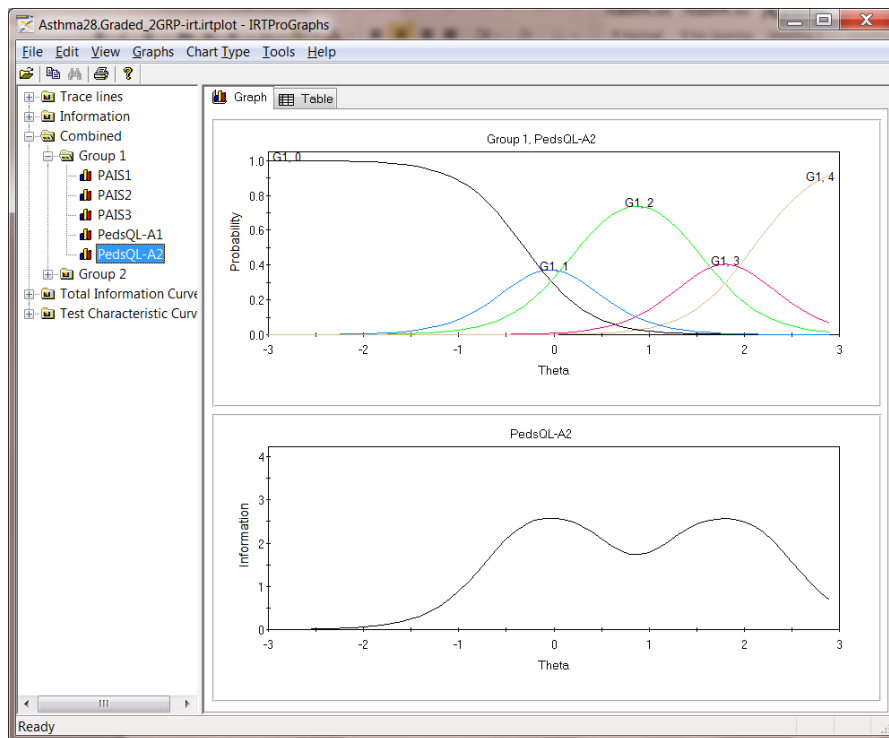 Asthma28.Graded_2GRP-irt.irtplot - IRTProGraphs
File Edit View Graphs Chart Type Tools Help
Trace lines
Information
Combined
Group 1
PAIS1
PAIS2
PAIS3
PedsQL-A1
PedsQL-A2
Group 2
Total Information Curve
Test Characteristic Curv
Graph Table
Group 1, PedsQL-A2
Probability
1.0
0.8
0.6
0.4
0.2
0.0
G1, 0
G1, 1
G1, 2
G1, 3
G1, 4
-3 -2 -1 0 1 2 3
Theta
PedsQL-A2
Information
4
3
2
1
0
-3 -2 -1 0 1 2 3
Theta
Ready